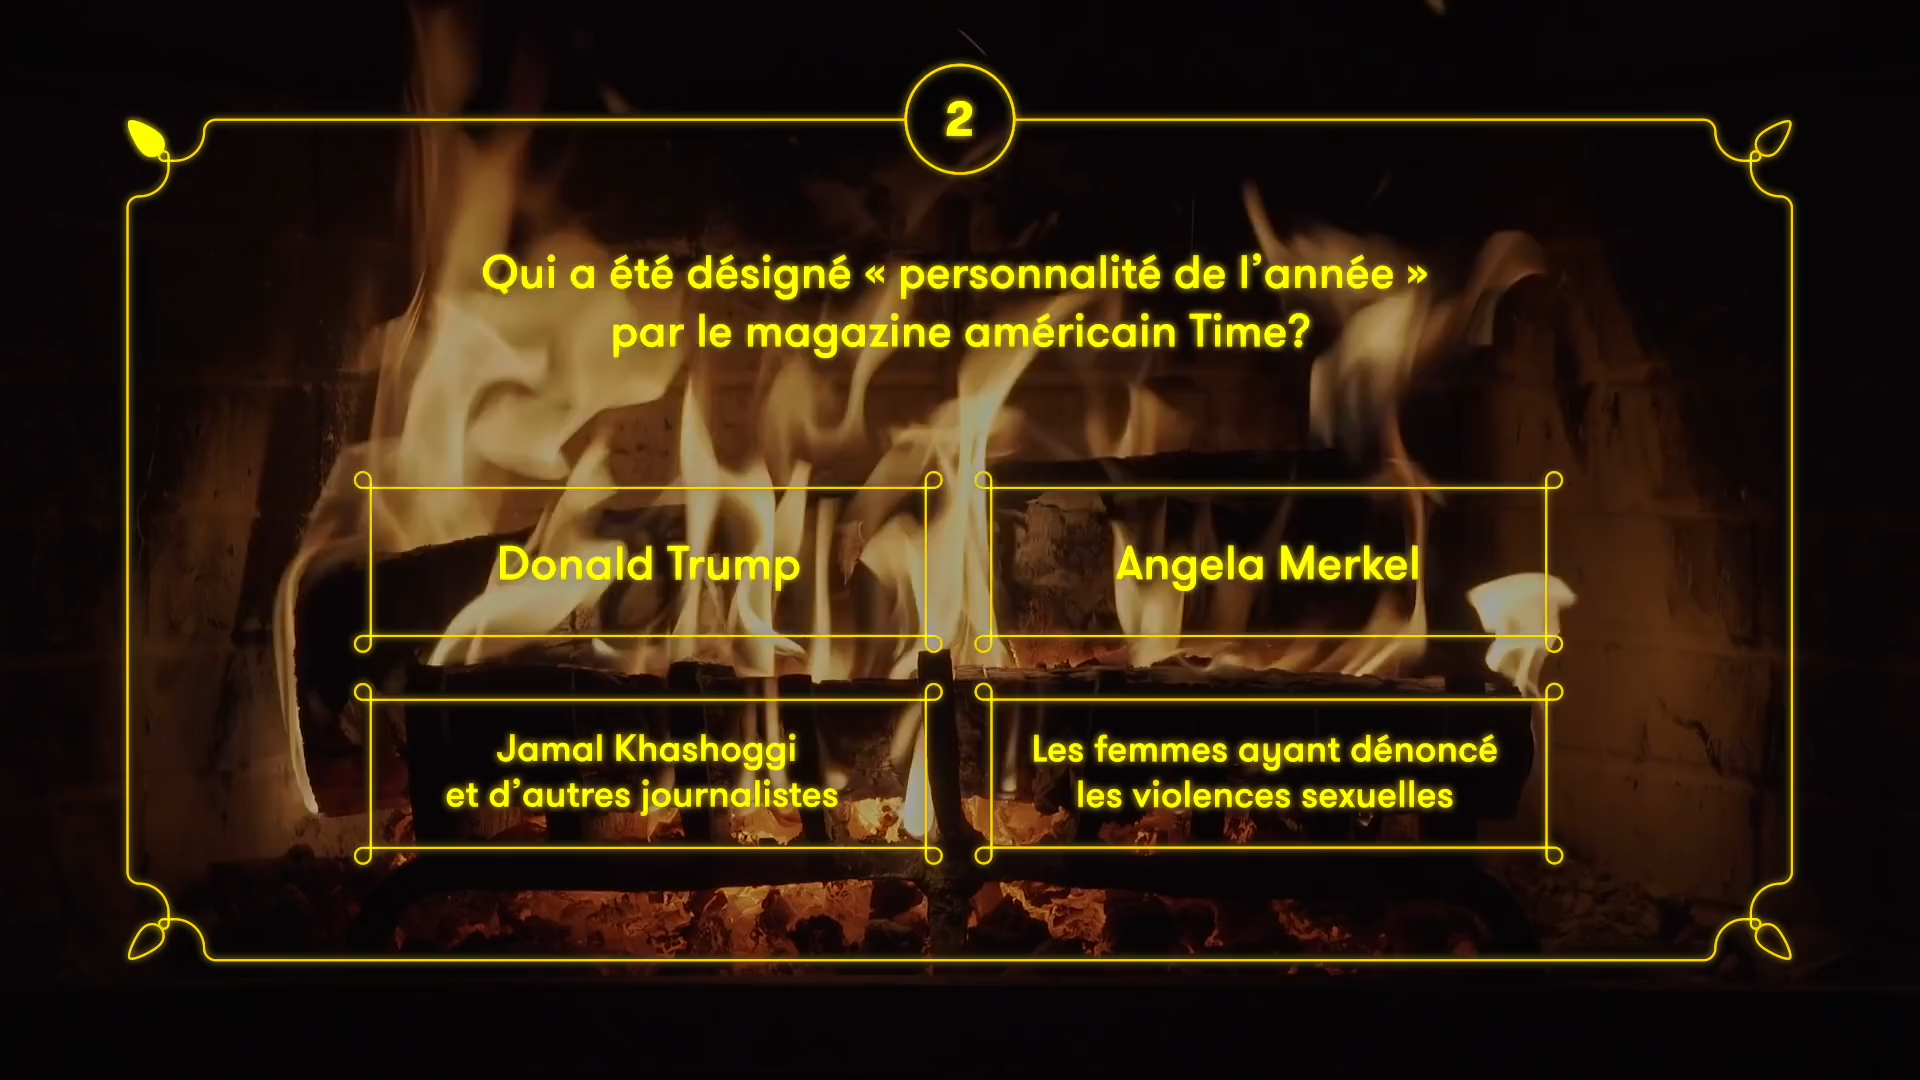 2
Qui a été désigné « personnalité de l’année »
par le magazine américain Time?
Donald Trump
Angela Merkel
Jamal Khashoggi
et d’autres journalistes
Les femmes ayant dénoncé
les violences sexuelles